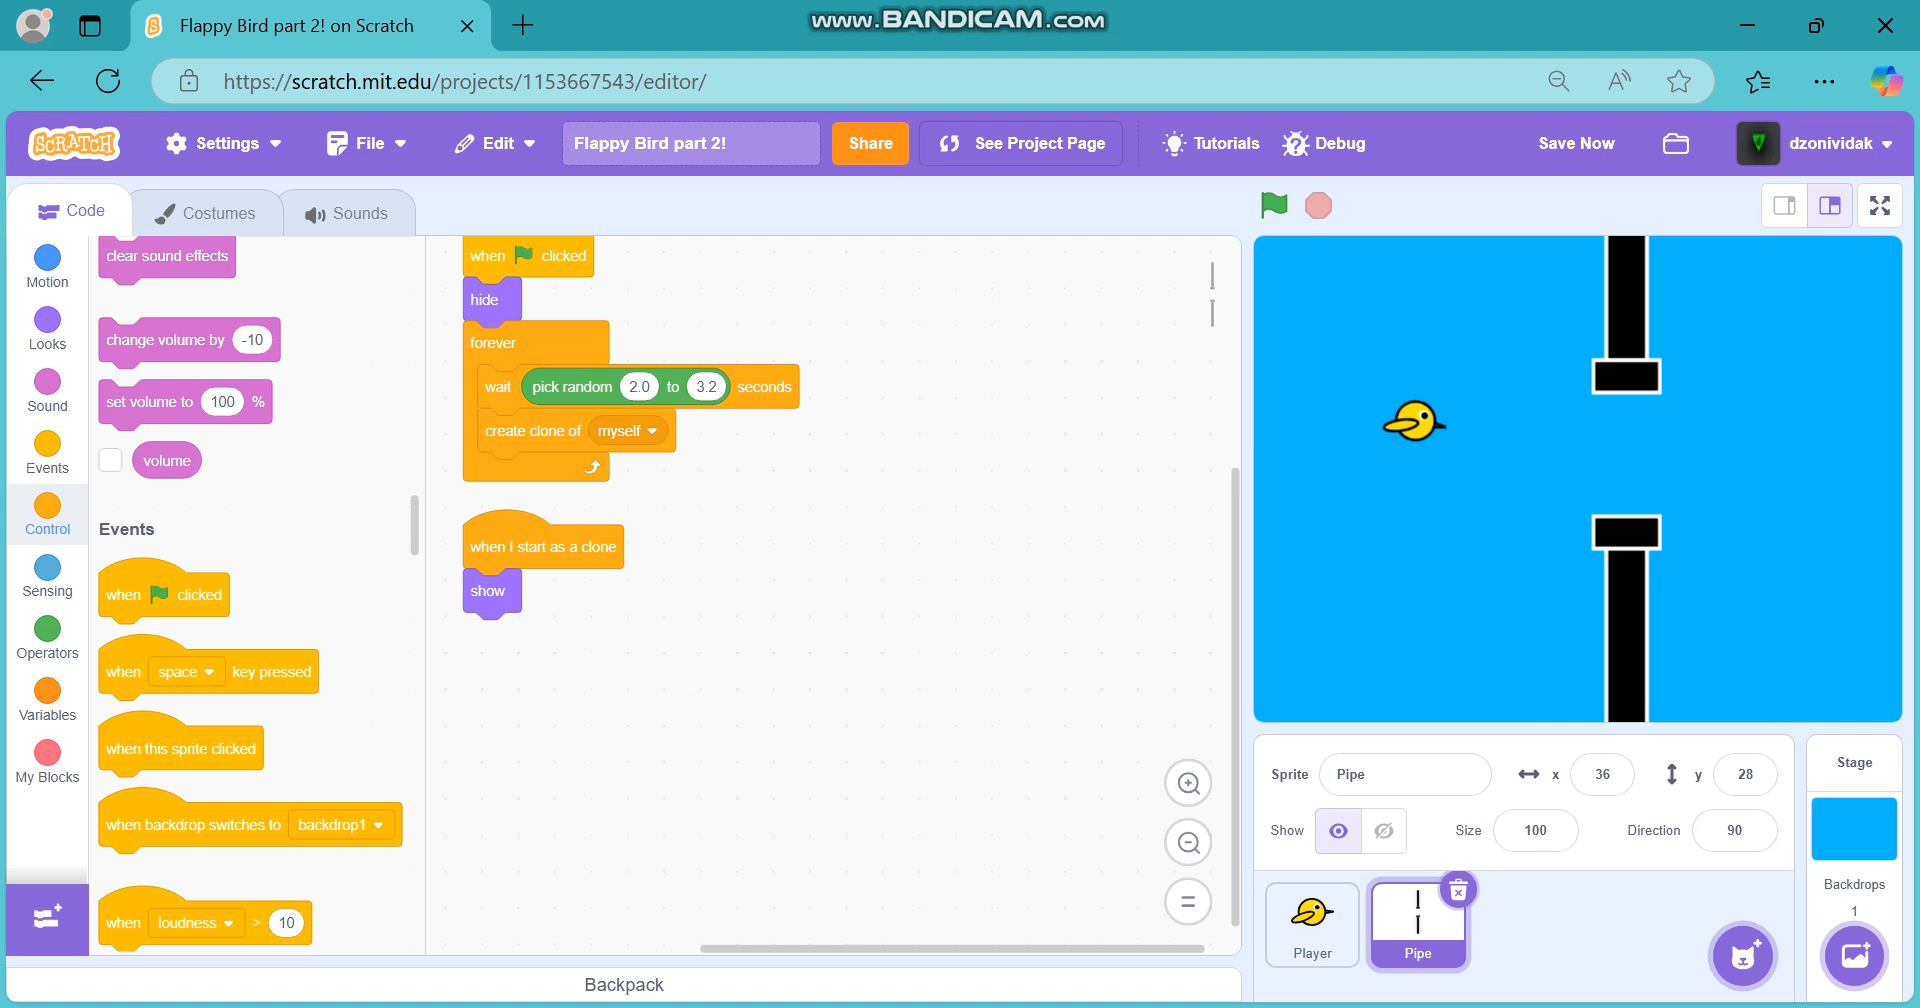 Flappy Bird part 2! on Scratch
www.BANDICAM.com
https://scratch.mit.edu/projects/1153667543/editor/
SCRATCH
Settings
File
Edit
Flappy Bird part 2!
Share
See Project Page
Tutorials
Debug
Save Now
dzonividak
Code
Costumes
Sounds
Motion
Looks
Sound
Events
Control
Sensing
Operators
Variables
My Blocks
clear sound effects
change volume by -10
set volume to 100 %
volume
Events
when clicked
when space key pressed
when this sprite clicked
when backdrop switches to backdrop1
when loudness > 10
when clicked
hide
forever
wait pick random 2.0 to 3.2 seconds
create clone of myself
when I start as a clone
show
=
Backpack
Sprite Pipe x 36 y 28
Show Size 100 Direction 90
Player
Pipe
Stage
Backdrops
1